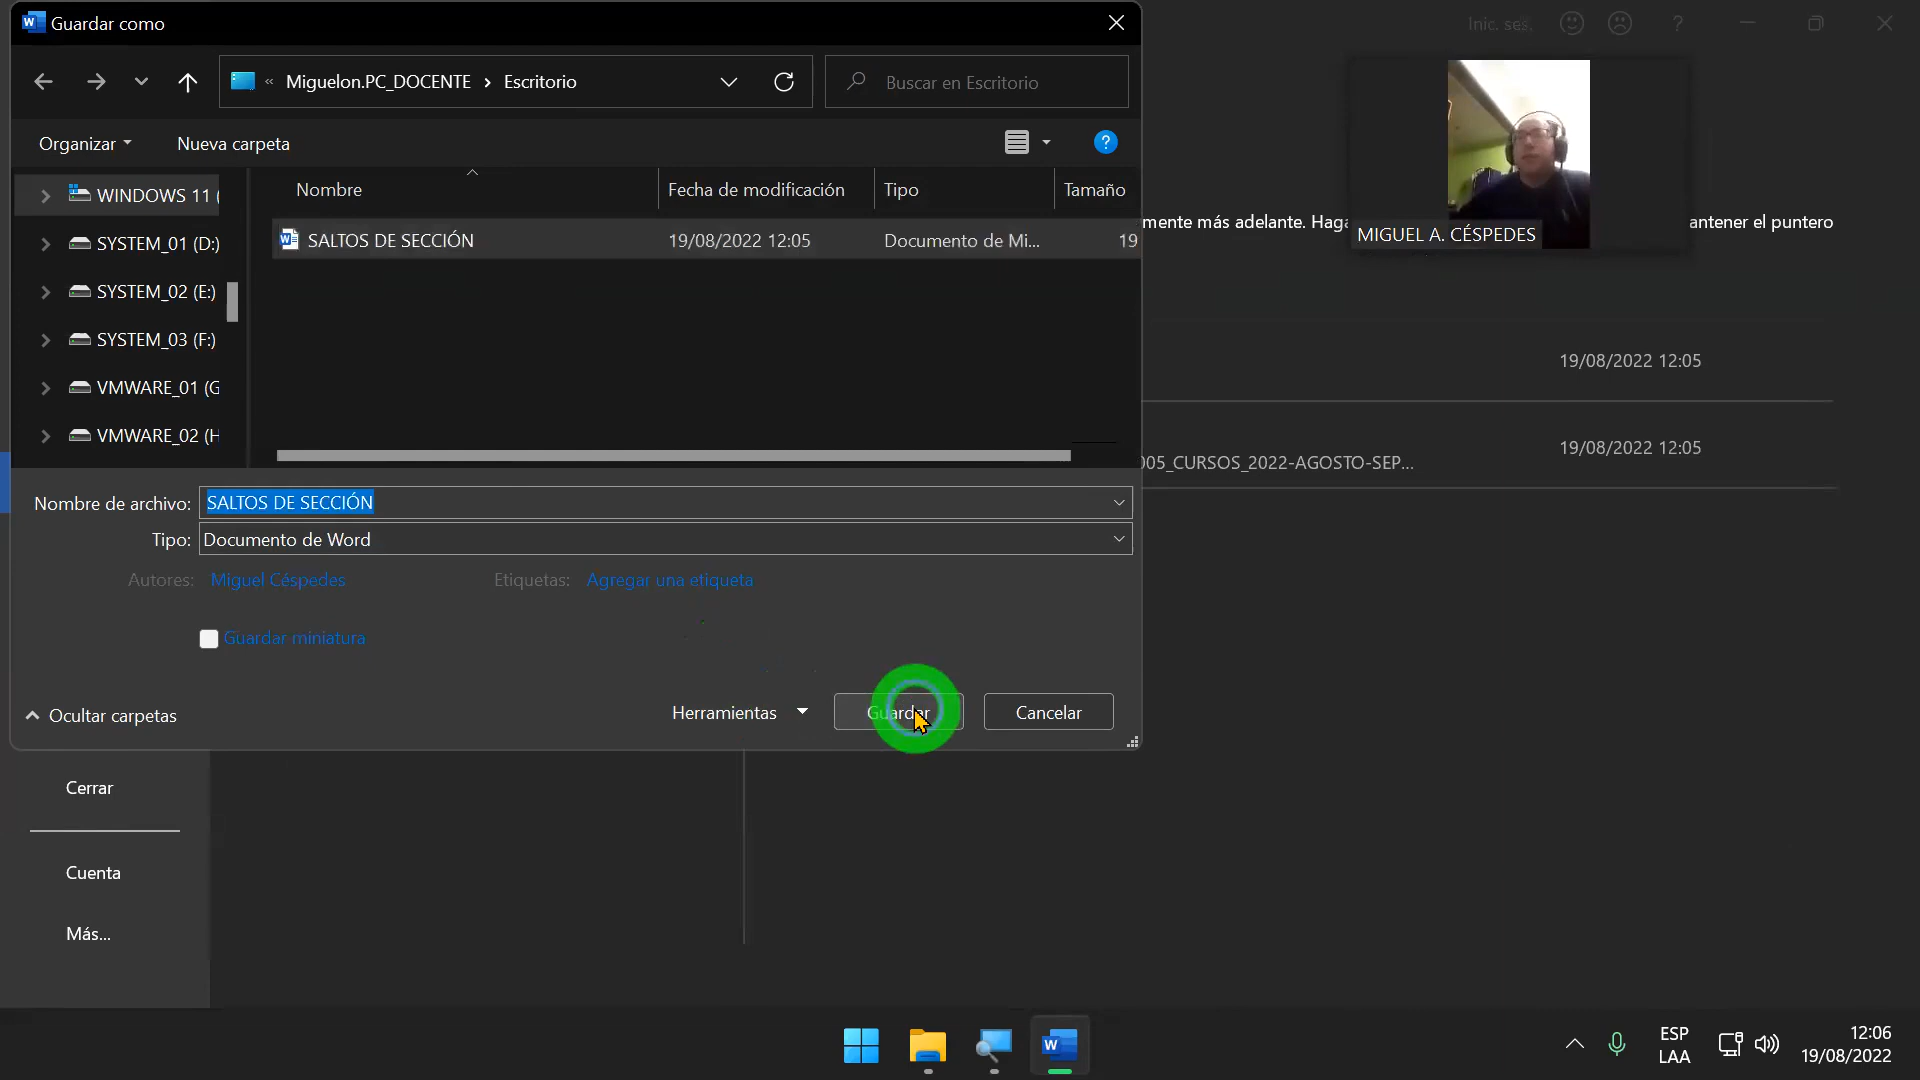 Guardar como
Inic. ses.
Miguelon.PC_DOCENTE › Escritorio
Buscar en Escritorio
Organizar
Nueva carpeta
Nombre
Fecha de modificación
Tipo
Tamaño
WINDOWS 11 (
SYSTEM_01 (D:)
SYSTEM_02 (E:)
SYSTEM_03 (F:)
VMWARE_01 (G
VMWARE_02 (H
SALTOS DE SECCIÓN
19/08/2022 12:05
Documento de Mi...
19
mente más adelante. Haga
antener el puntero
MIGUEL A. CÉSPEDES
19/08/2022 12:05
19/08/2022 12:05
005_CURSOS_2022-AGOSTO-SEP...
Nombre de archivo: SALTOS DE SECCIÓN
Tipo: Documento de Word
Autores: Miguel Céspedes
Etiquetas: Agregar una etiqueta
Guardar miniatura
Ocultar carpetas
Herramientas
Guardar
Cancelar
Cerrar
Cuenta
Más...
ESP
LAA
12:06
19/08/2022